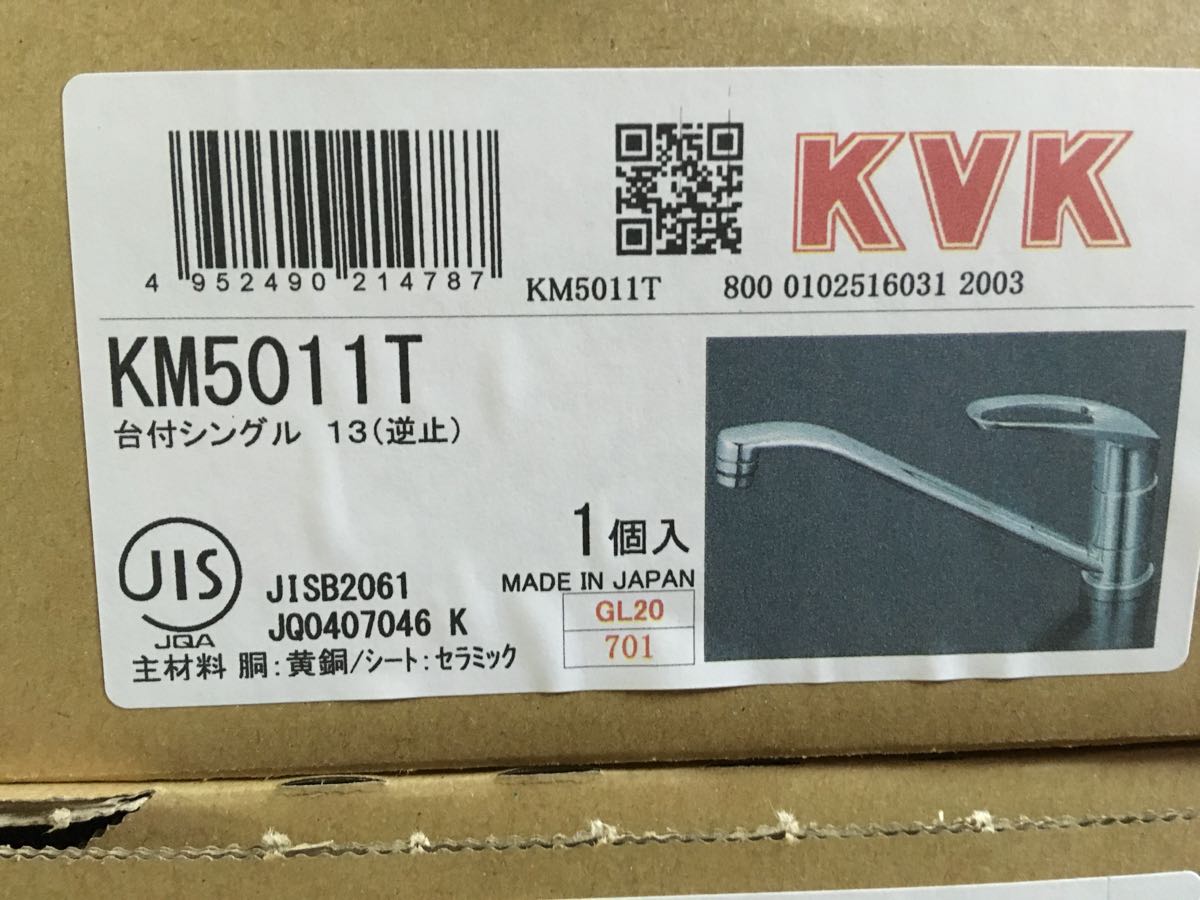 KVK
4 952490 214787
KM5011T 800 0102516031 2003
KM5011T
台付シングル 13(逆止)
1個入
MADE IN JAPAN
JIS
JQA
JISB2061
JQ0407046 K
GL20
701
主材料 胴:黄銅/シート:セラミック